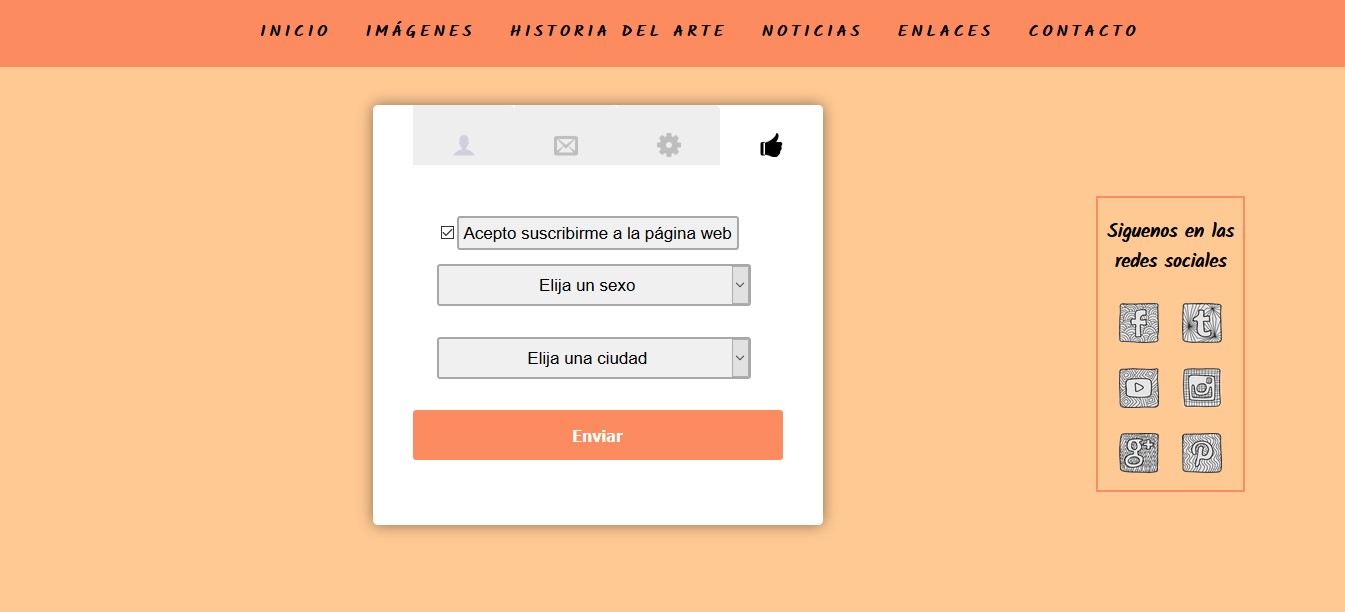 INICIO IMÁGENES HISTORIA DEL ARTE NOTICIAS ENLACES CONTACTO
Acepto suscribirme a la página web
Elija un sexo
Elija una ciudad
Enviar
Siguenos en las
redes sociales
f t
g+ P